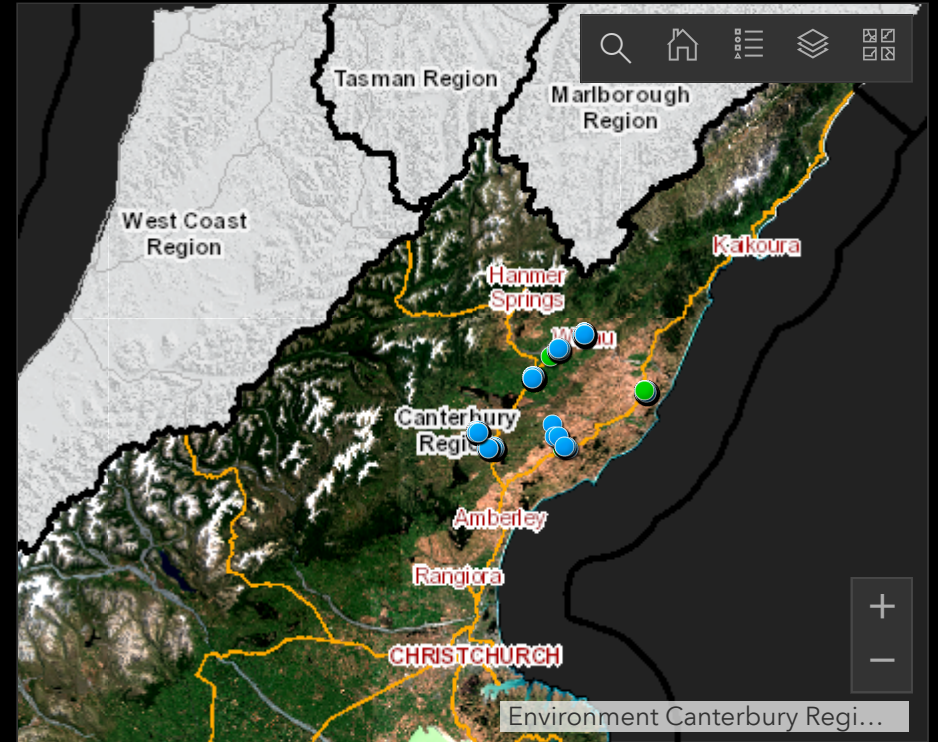 Tasman Region
Marlborough
Region
West Coast
Region
Kaikoura
Hanmer
Springs
Canterbury
Amberley
Rangiora
CHRISTCHURCH
Environment Canterbury Regi…